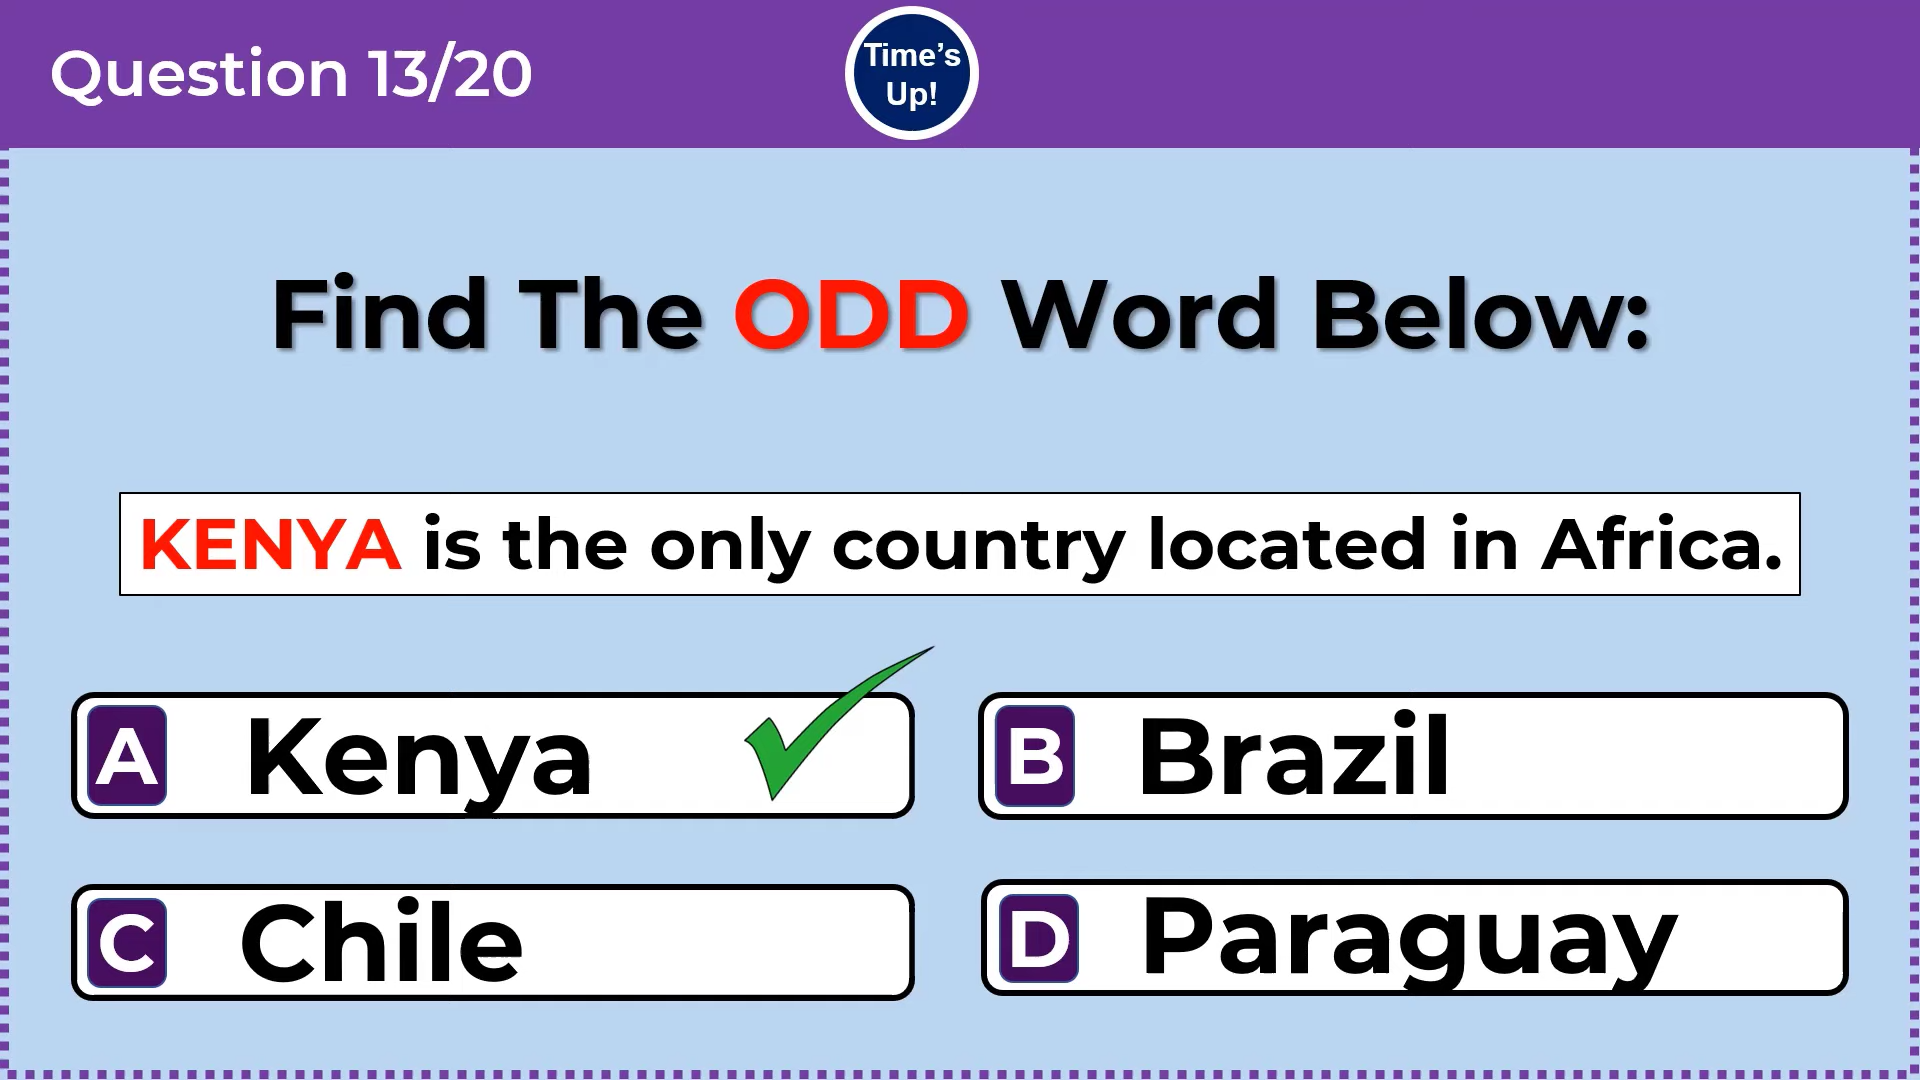 Question 13/20
Time's
Up!
Find The ODD Word Below:
KENYA is the only country located in Africa.
A Kenya
B Brazil
C Chile
D Paraguay